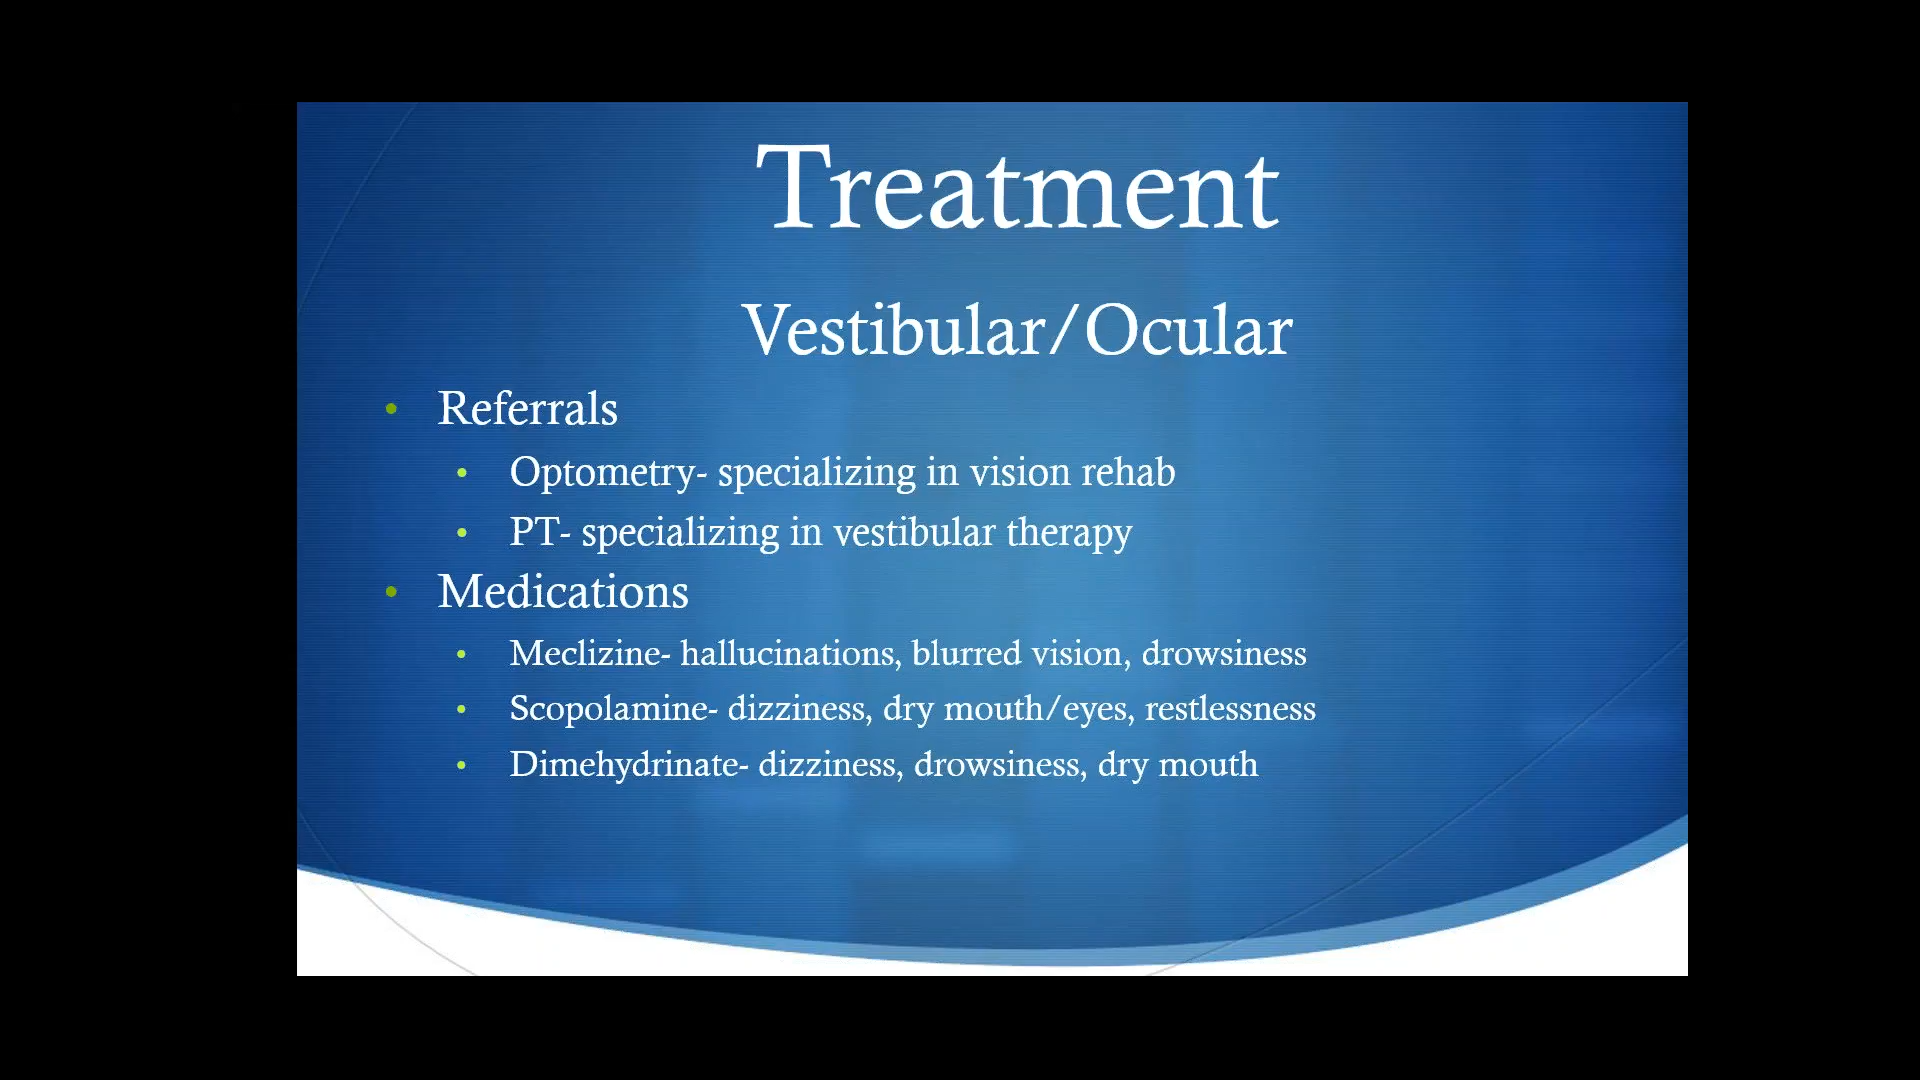 Treatment
Vestibular/Ocular
• Referrals
• Optometry- specializing in vision rehab
• PT- specializing in vestibular therapy
• Medications
• Meclizine- hallucinations, blurred vision, drowsiness
• Scopolamine- dizziness, dry mouth/eyes, restlessness
• Dimehydrinate- dizziness, drowsiness, dry mouth